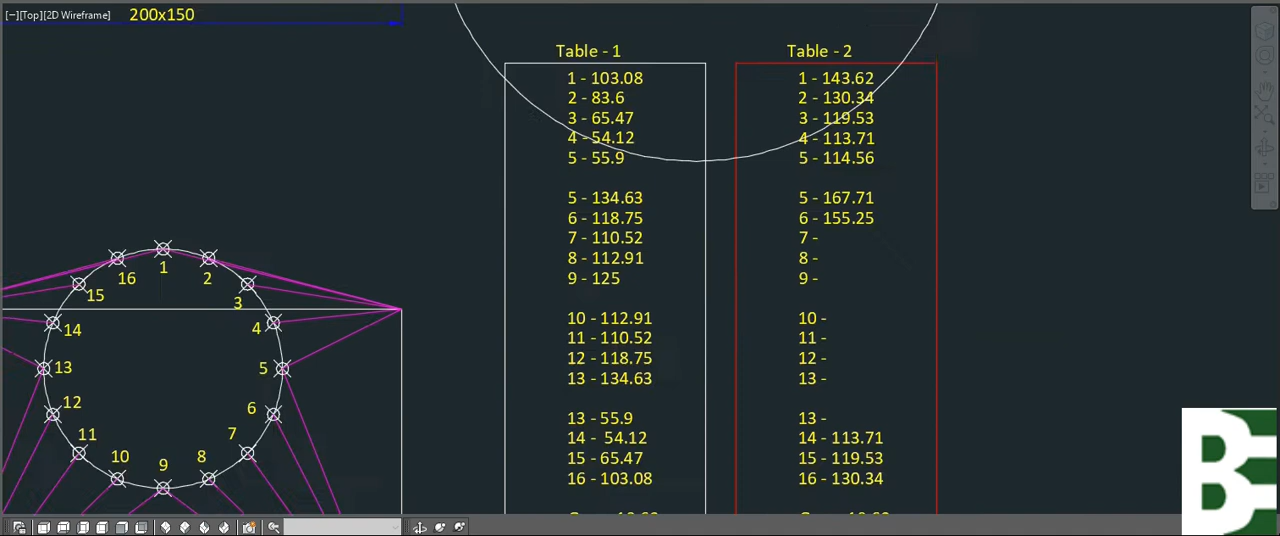 [−][Top][2D Wireframe]
200x150
Table - 1
1 - 103.08
2 - 83.6
3 - 65.47
4 - 54.12
5 - 55.9
5 - 134.63
6 - 118.75
7 - 110.52
8 - 112.91
9 - 125
10 - 112.91
11 - 110.52
12 - 118.75
13 - 134.63
13 - 55.9
14 - 54.12
15 - 65.47
16 - 103.08
Table - 2
1 - 143.62
2 - 130.34
3 - 119.53
4 - 113.71
5 - 114.56
5 - 167.71
6 - 155.25
7 -
8 -
9 -
10 -
11 -
12 -
13 -
13 -
14 - 113.71
15 - 119.53
16 - 130.34
1
2
3
4
5
6
7
8
9
10
11
12
13
14
15
16